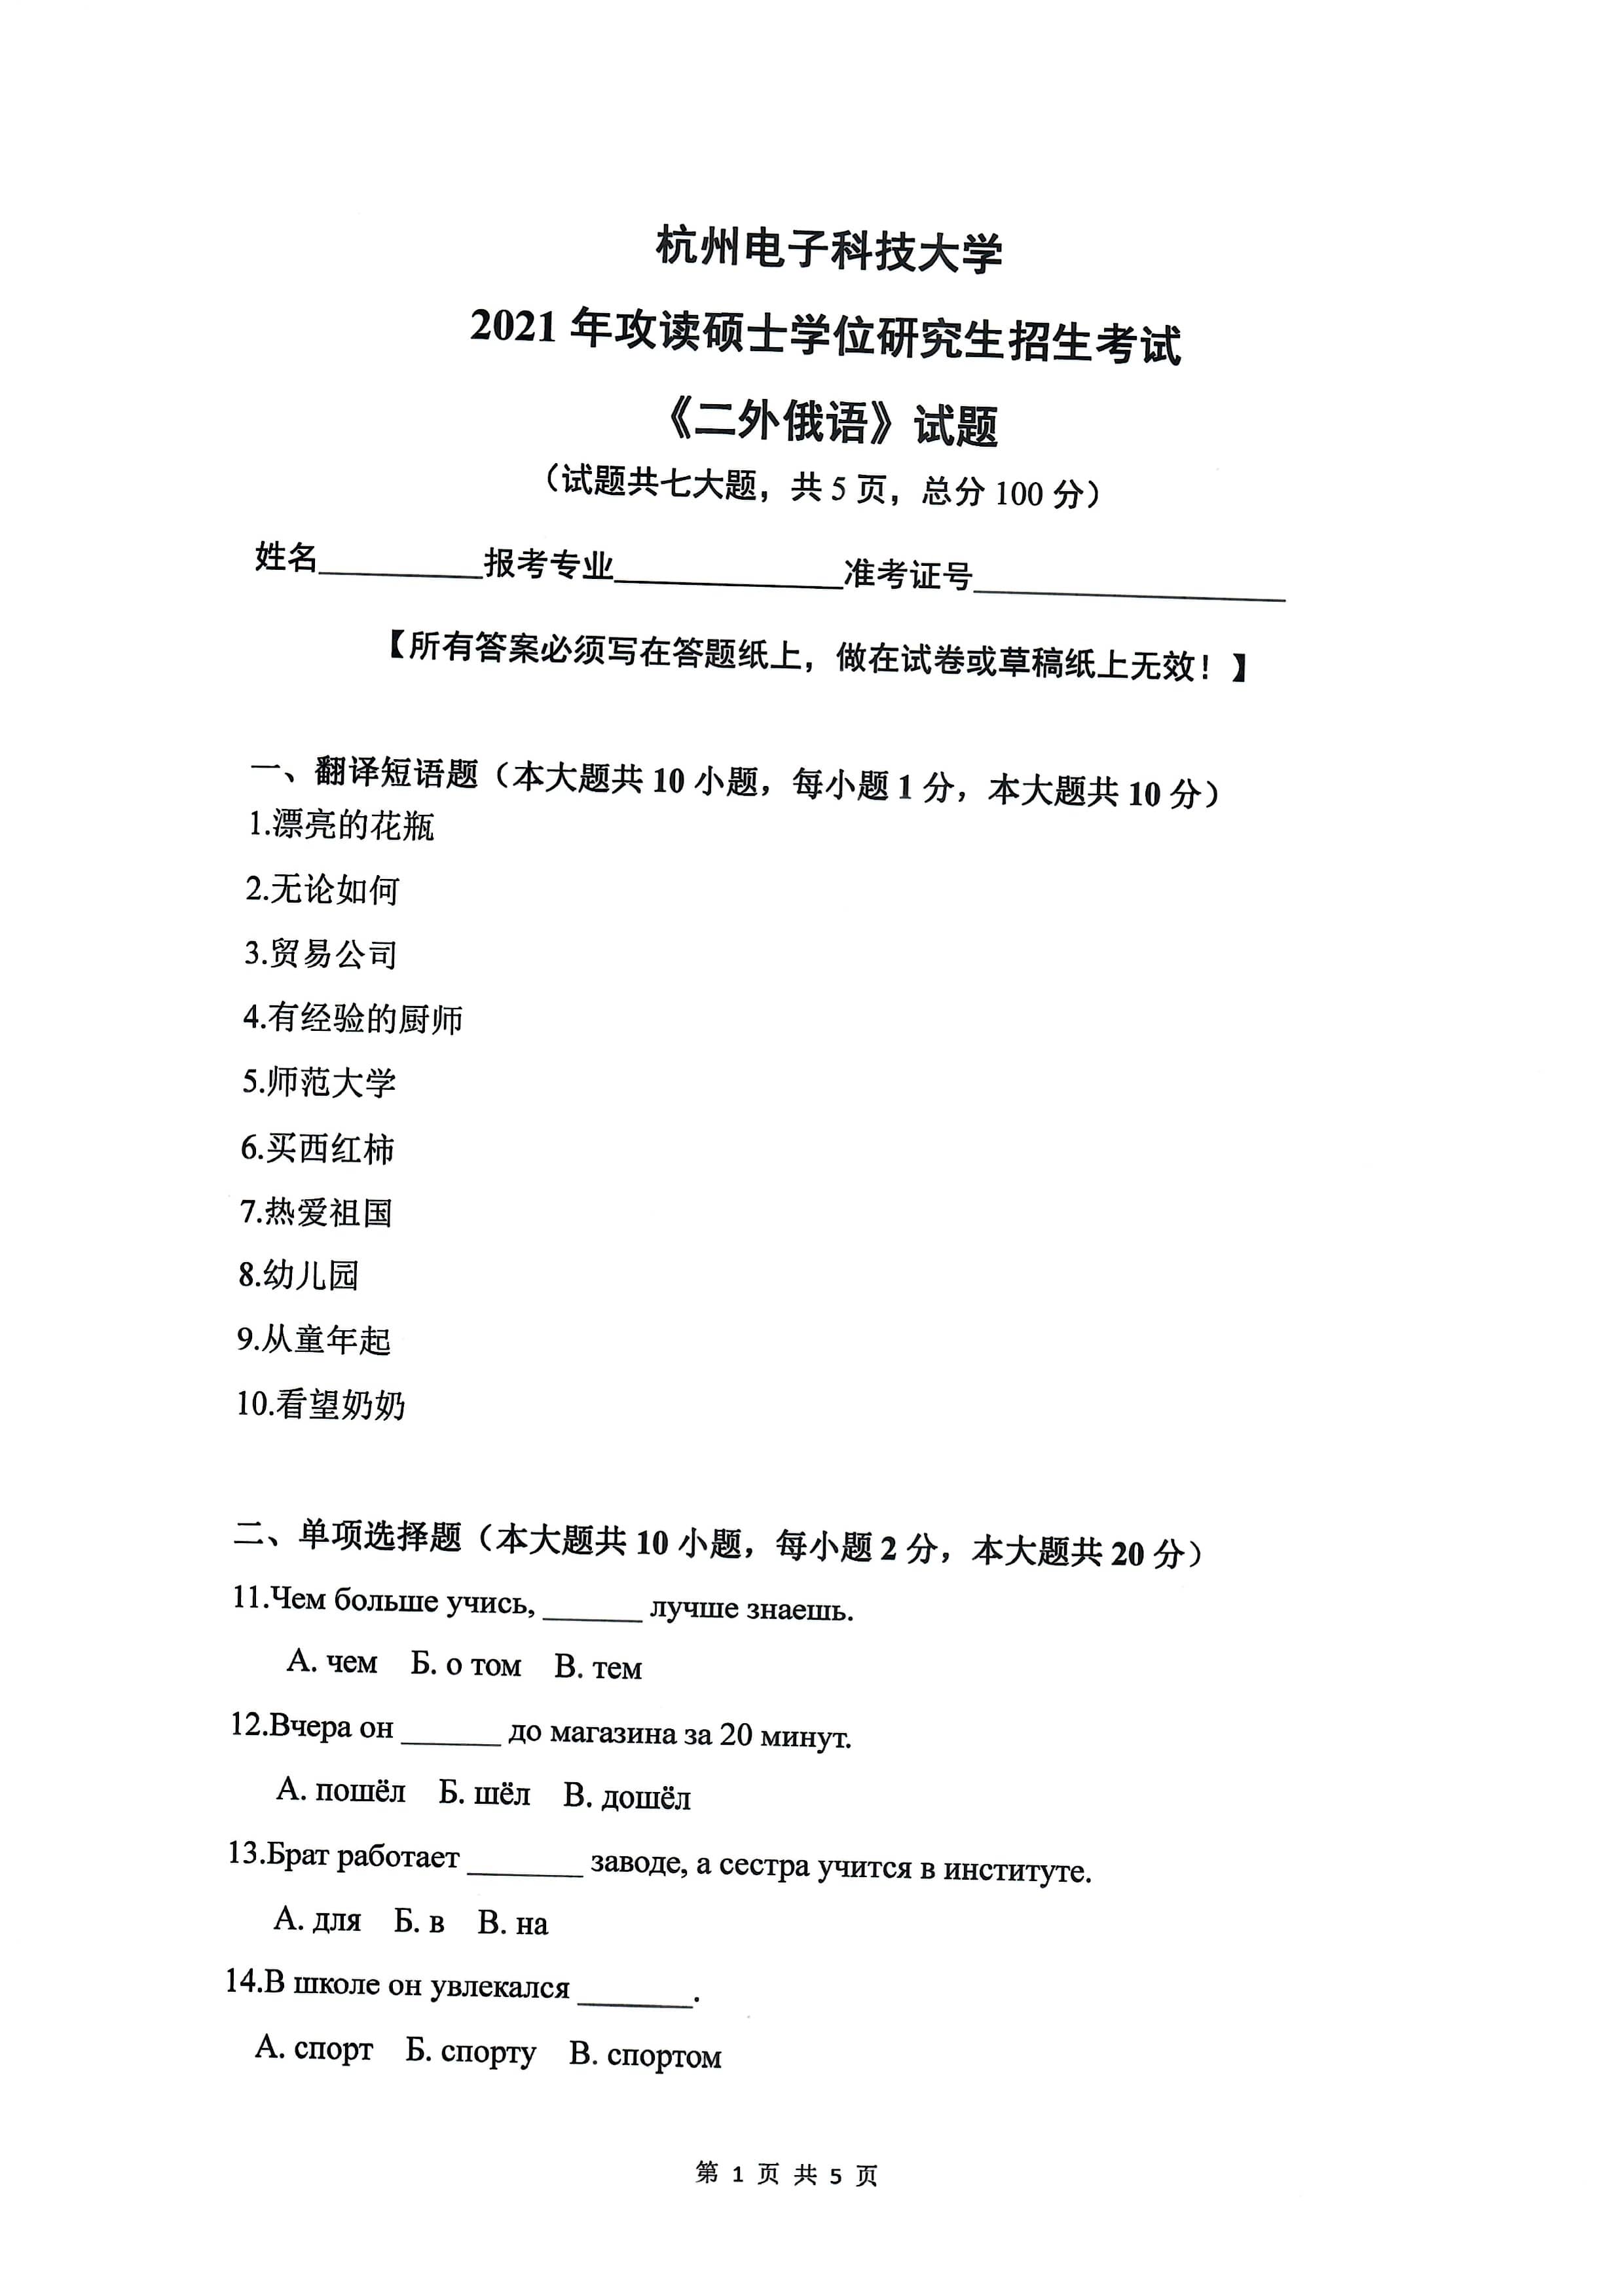 杭州电子科技大学
2021 年攻读硕士学位研究生招生考试
《二外俄语》试题
（试题共七大题，共 5 页，总分 100 分）
姓名__________报考专业______________准考证号___________________
【所有答案必须写在答题纸上，做在试卷或草稿纸上无效！】
一、翻译短语题（本大题共 10 小题，每小题 1 分，本大题共 10 分）
1.漂亮的花瓶
2.无论如何
3.贸易公司
4.有经验的厨师
5.师范大学
6.买西红柿
7.热爱祖国
8.幼儿园
9.从童年起
10.看望奶奶
二、单项选择题（本大题共 10 小题，每小题 2 分，本大题共 20 分）
11.Чем больше учись, ______ лучше знаешь.
А. чем Б. о том В. тем
12.Вчера он ______ до магазина за 20 минут.
А. пошёл Б. шёл В. дошёл
13.Брат работает _______ заводе, а сестра учится в институте.
А. для Б. в В. на
14.В школе он увлекался _______.
А. спорт Б. спорту В. спортом
第 1 页 共 5 页